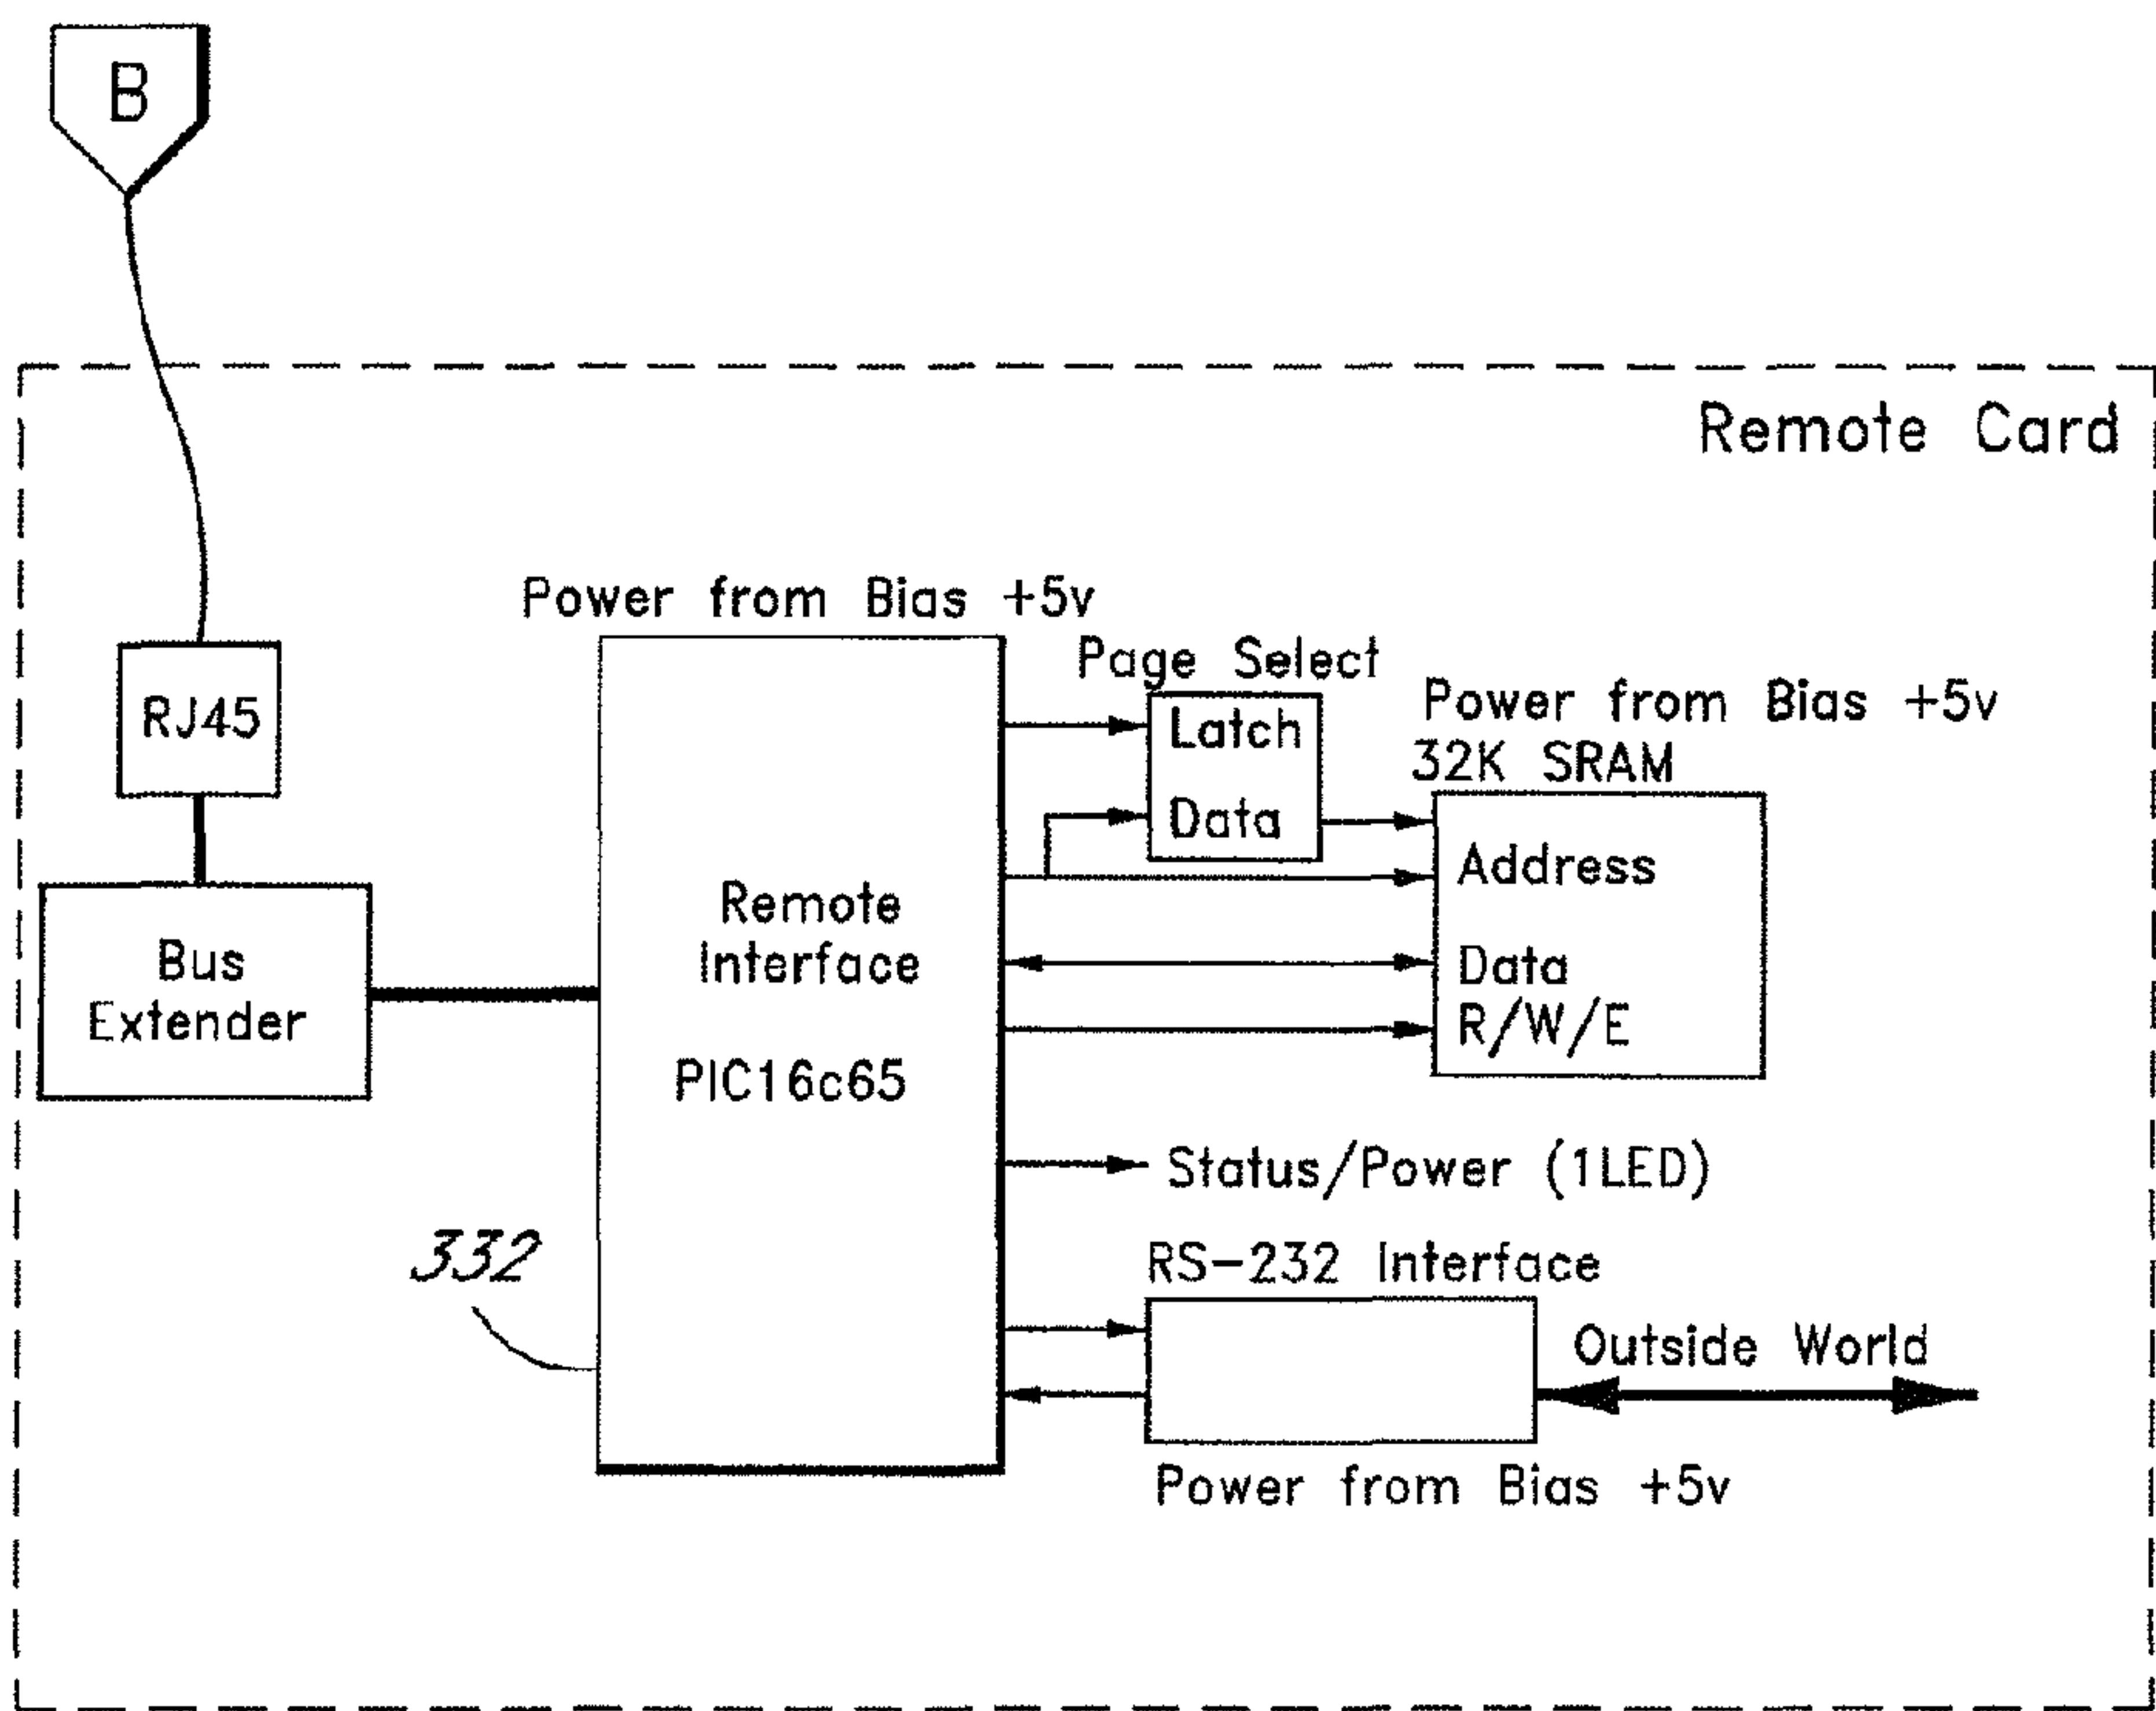 B
Remote Card
Power from Bias +5v
Page Select
RJ45
Latch
Data
Power from Bias +5v
32K SRAM
Address
Data
R/W/E
Bus
Extender
Remote
Interface
PIC16c65
Status/Power (1LED)
332
RS-232 Interface
Outside World
Power from Bias +5v